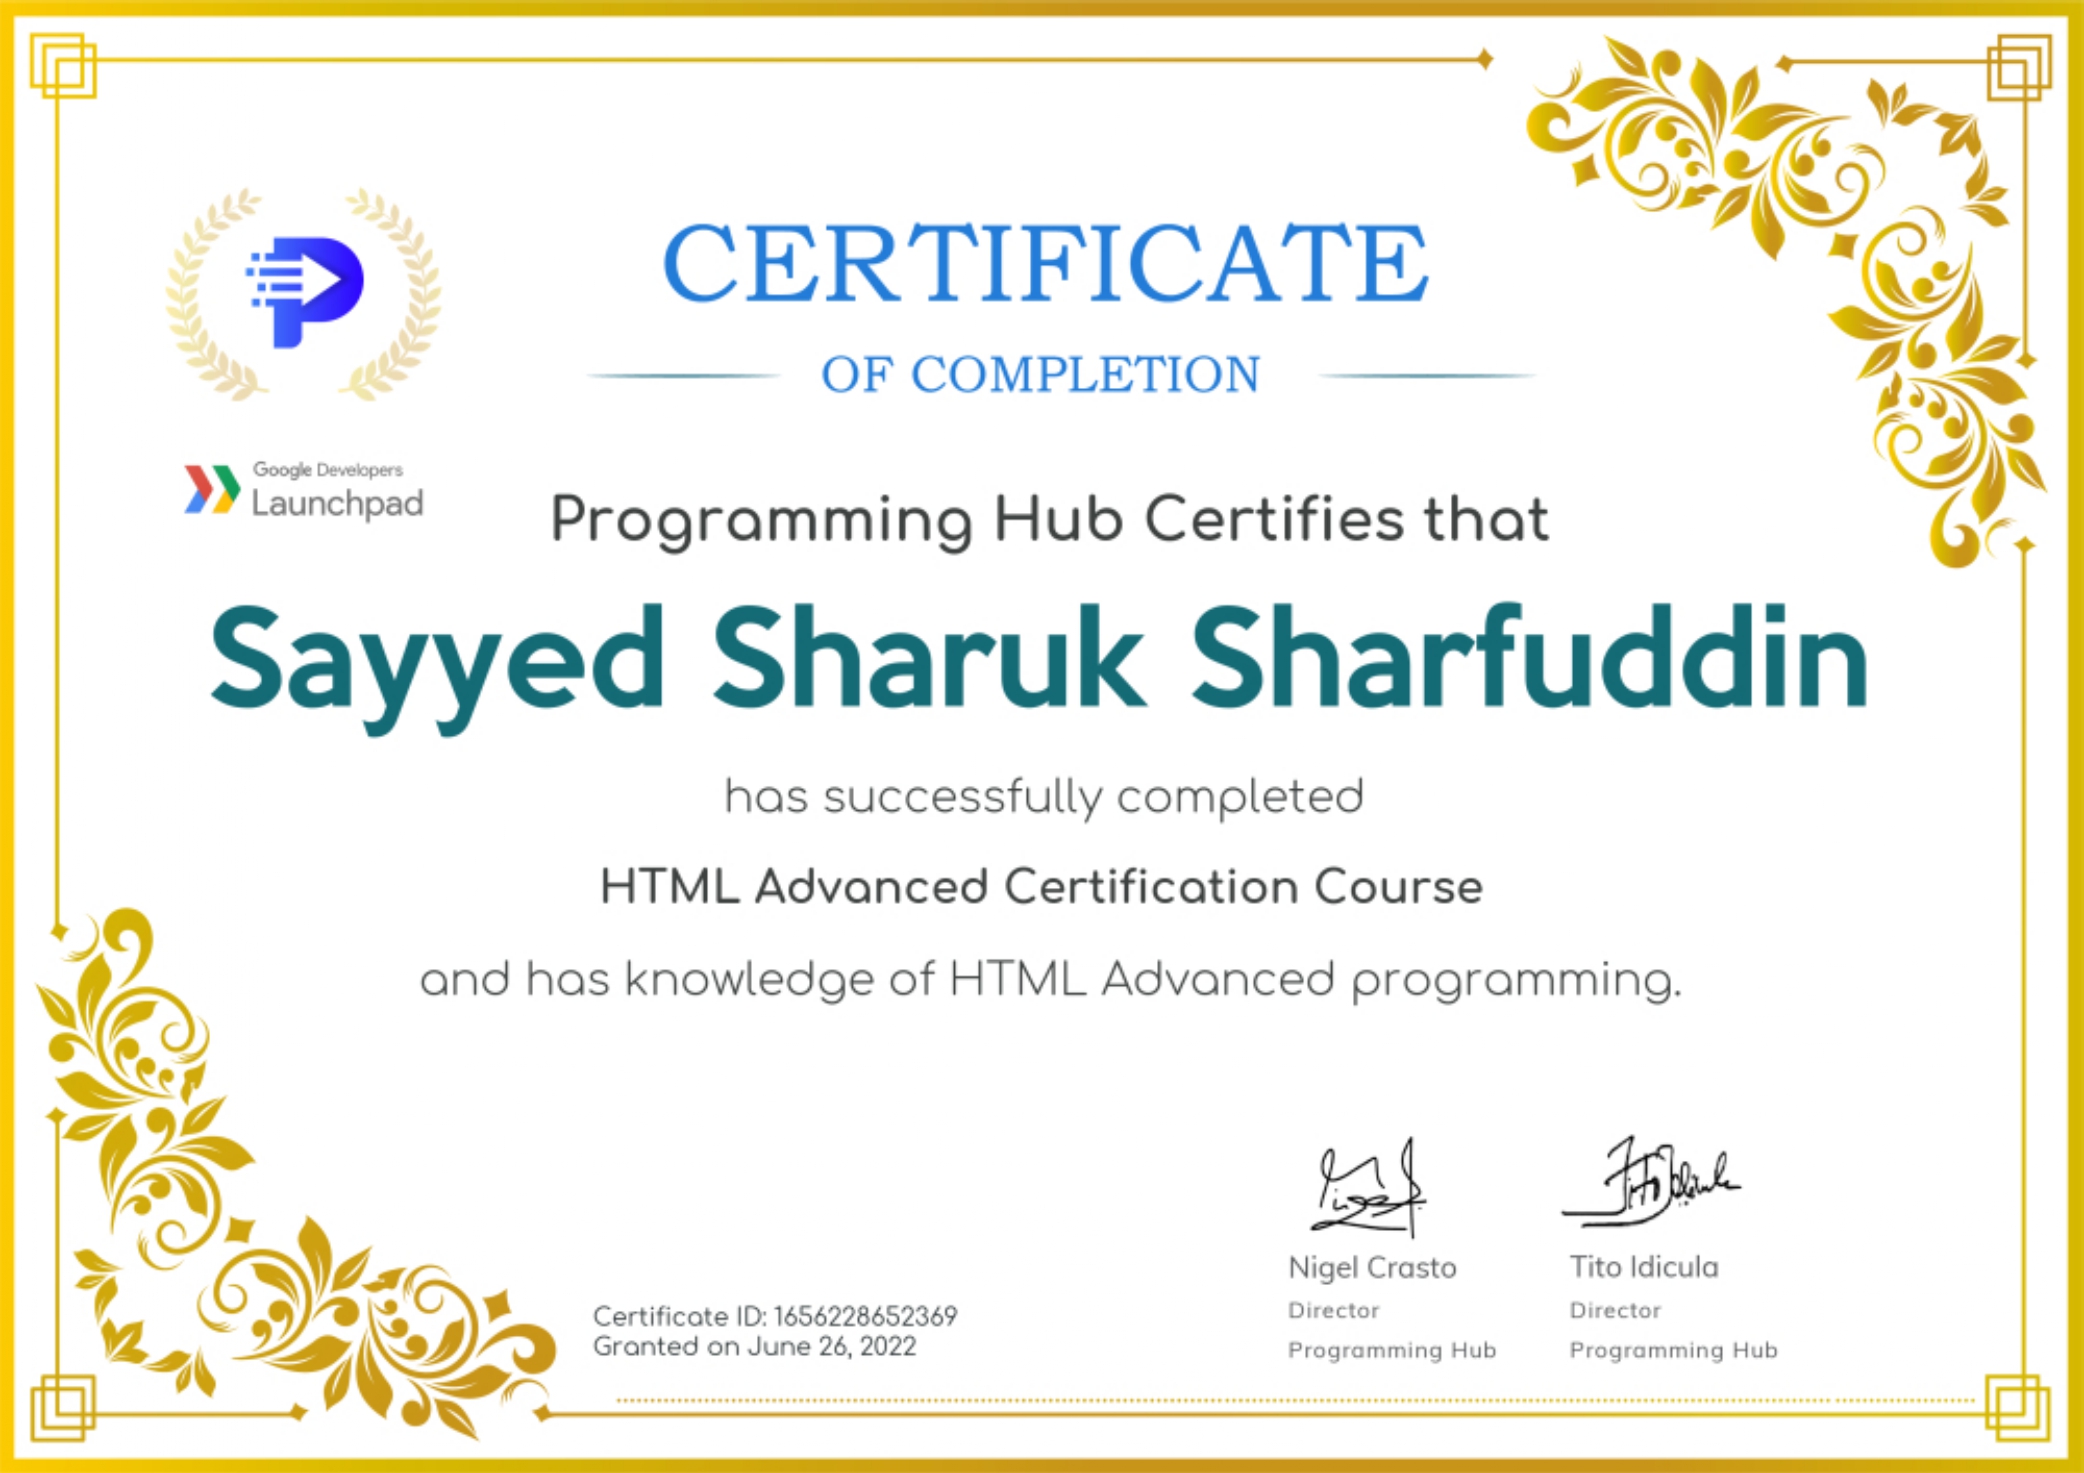 CERTIFICATE
OF COMPLETION
Google Developers
Launchpad
Programming Hub Certifies that
Sayyed Sharuk Sharfuddin
has successfully completed
HTML Advanced Certification Course
and has knowledge of HTML Advanced programming.
Certificate ID: 1656228652369
Granted on June 26, 2022
Nigel Crasto
Director
Programming Hub
Tito Idicula
Director
Programming Hub